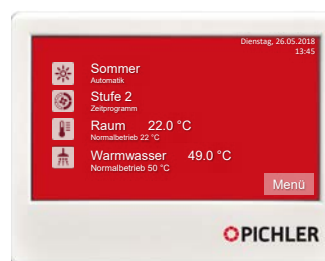 Dienstag, 26.05.2018
13:45
Sommer
Automatik
Stufe 2
Zeitprogramm
Raum 22.0 °C
Normalbetrieb 22 °C
Warmwasser 49.0 °C
Normalbetrieb 50 °C
Menü
PICHLER